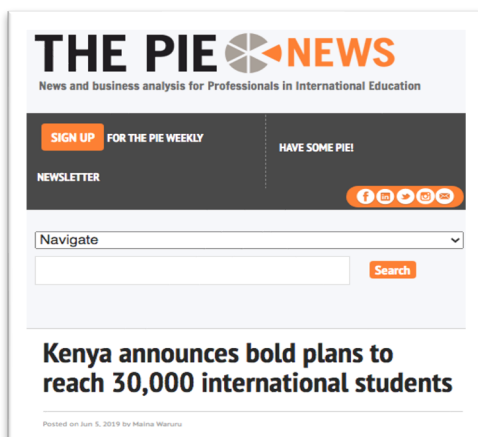 THE PIE NEWS
News and business analysis for Professionals in International Education
SIGN UP FOR THE PIE WEEKLY
NEWSLETTER
HAVE SOME PIE!
Navigate
Search
Kenya announces bold plans to
reach 30,000 international students
Posted on Jun 5, 2019 by Maina Waruru